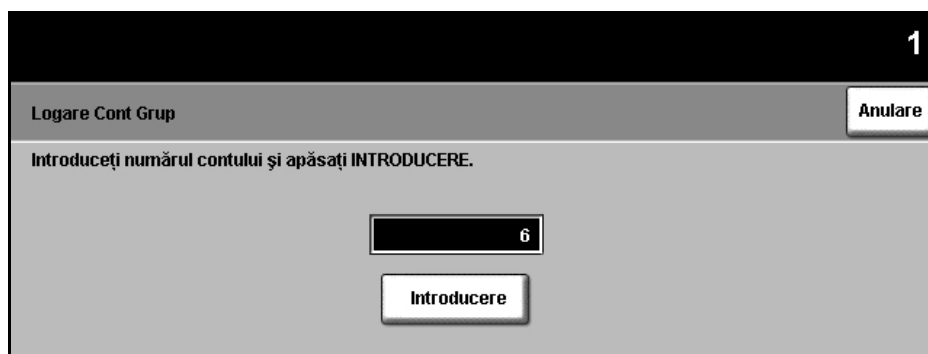 1
Logare Cont Grup
Anulare
Introduceţi numărul contului şi apăsaţi INTRODUCERE.
6
Introducere